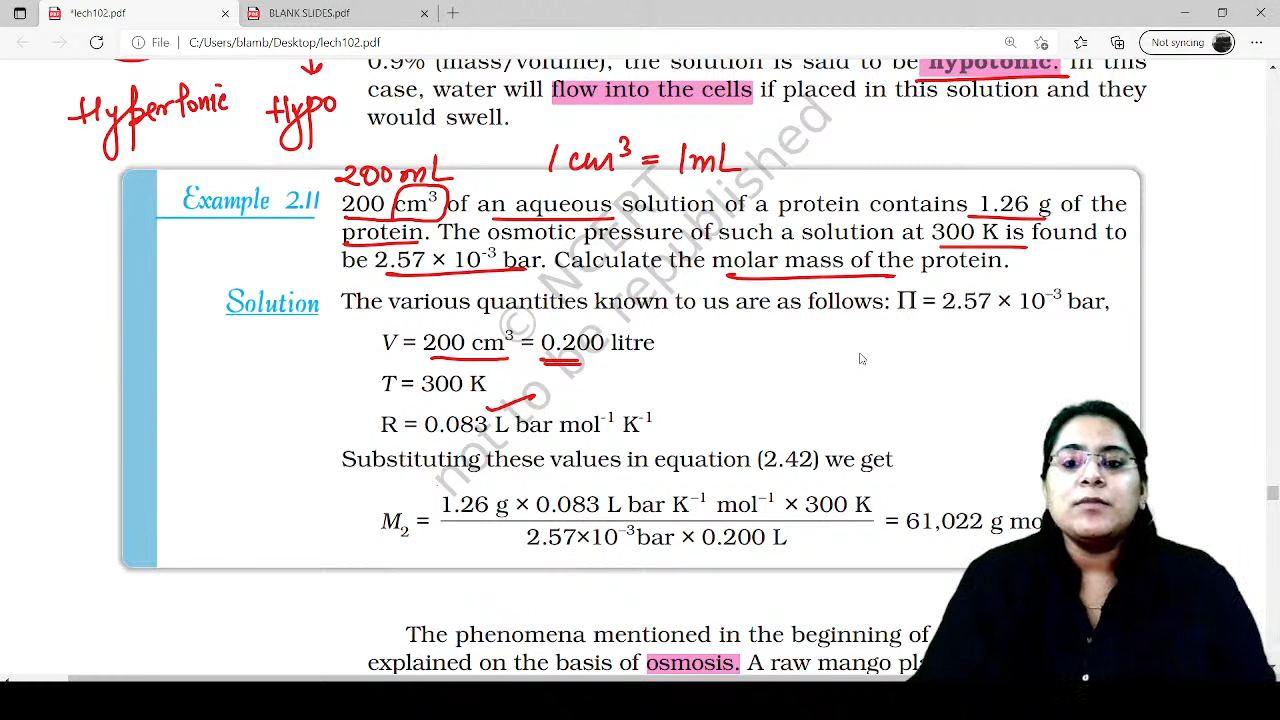 *lech102.pdf
BLANK SLIDES.pdf
File C:/Users/blamb/Desktop/lech102.pdf
Not syncing
0.9% (mass/volume), the solution is said to be hypotonic. In this
case, water will flow into the cells if placed in this solution and they
would swell.
Hypertonic
Hypo
200 mL
1 cm³ = 1mL
Example 2.11
200 cm³ of an aqueous solution of a protein contains 1.26 g of the
protein. The osmotic pressure of such a solution at 300 K is found to
be 2.57 × 10⁻³ bar. Calculate the molar mass of the protein.
Solution
The various quantities known to us are as follows: Π = 2.57 × 10⁻³ bar,
V = 200 cm³ = 0.200 litre
T = 300 K
R = 0.083 L bar mol⁻¹ K⁻¹
Substituting these values in equation (2.42) we get
M₂ = 1.26 g × 0.083 L bar K⁻¹ mol⁻¹ × 300 K / 2.57×10⁻³ bar × 0.200 L = 61,022 g mo
The phenomena mentioned in the beginning of
explained on the basis of osmosis. A raw mango pla
© NCERT
not to be republished